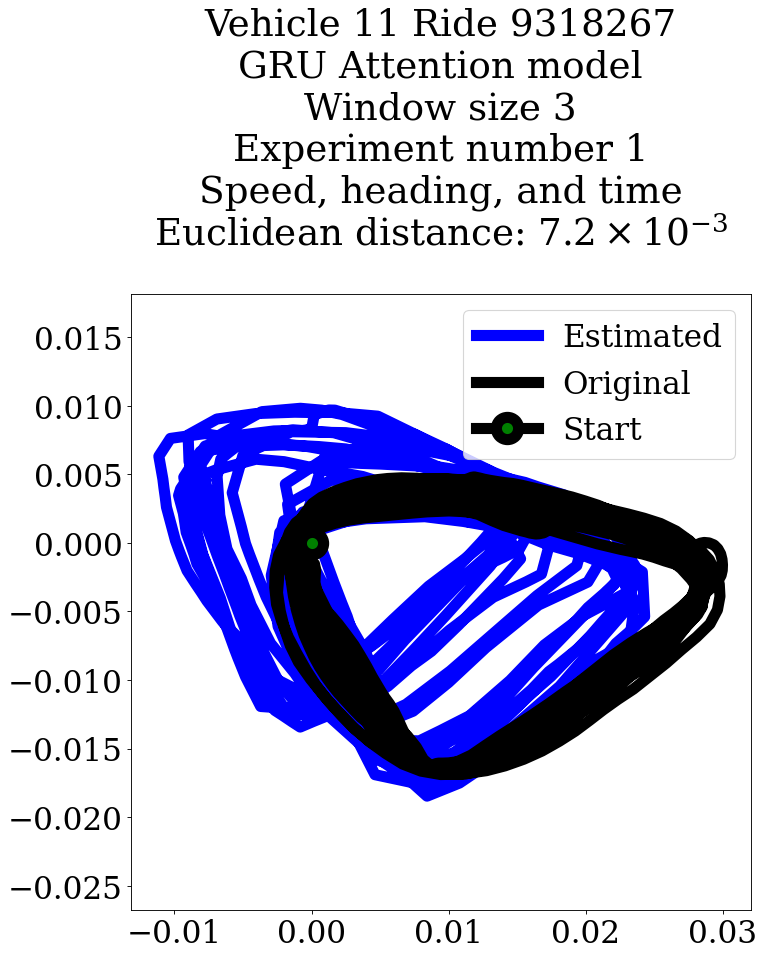 Vehicle 11 Ride 9318267
GRU Attention model
Window size 3
Experiment number 1
Speed, heading, and time
Euclidean distance: 7.2 × 10⁻³
Estimated
Original
Start
0.015
0.010
0.005
0.000
−0.005
−0.010
−0.015
−0.020
−0.025
−0.01
0.00
0.01
0.02
0.03